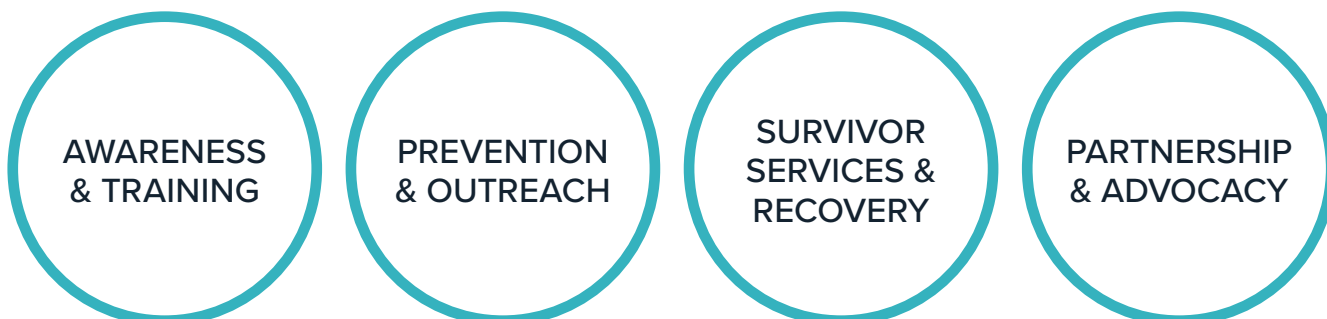 AWARENESS
& TRAINING
PREVENTION
& OUTREACH
SURVIVOR
SERVICES &
RECOVERY
PARTNERSHIP
& ADVOCACY